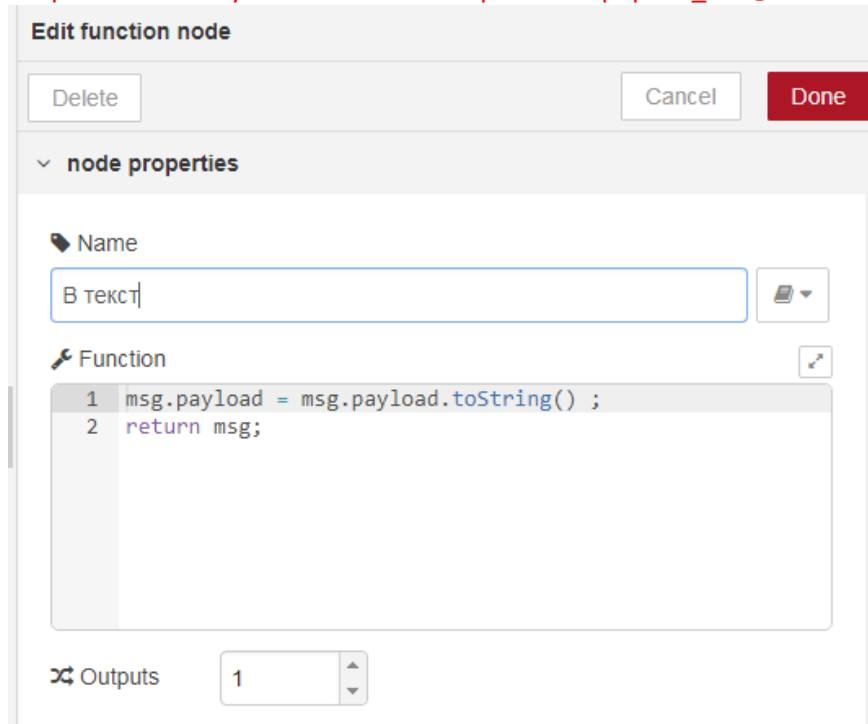 Edit function node
Delete Cancel Done
node properties
Name
В текст
Function
1 msg.payload = msg.payload.toString() ;
2 return msg;
Outputs 1